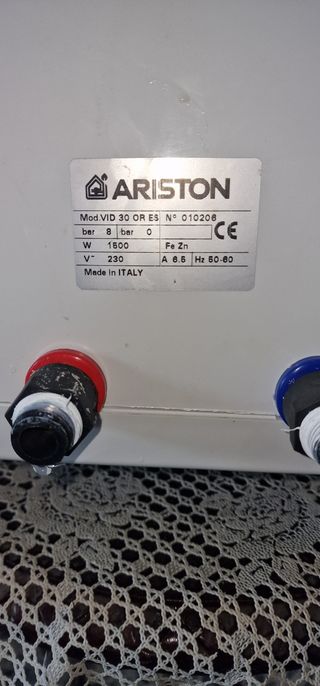 ARISTON
Mod.VID 30 OR ES N° 010206
bar 8 bar 0 CE
W 1500 Fe Zn
V~ 230 A 6.5 Hz 50-60
Made in ITALY